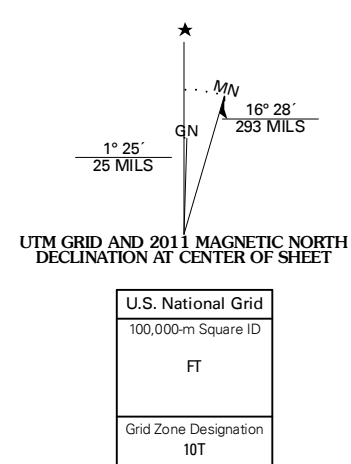 MN
16° 28´
293 MILS
GN
1° 25´
25 MILS
UTM GRID AND 2011 MAGNETIC NORTH
DECLINATION AT CENTER OF SHEET
U.S. National Grid
100,000-m Square ID
FT
Grid Zone Designation
10T